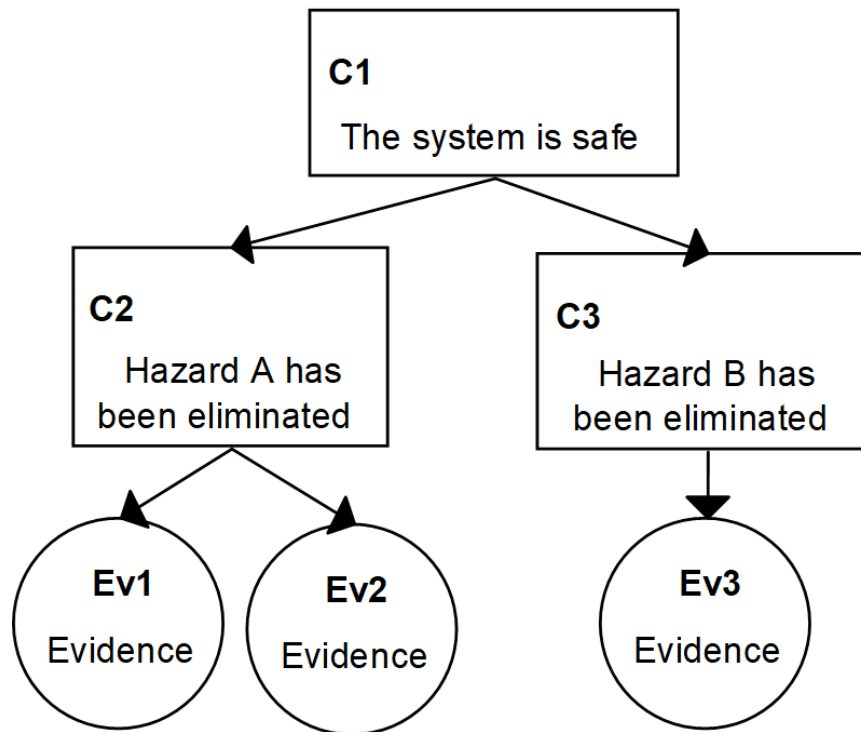 C1
The system is safe
C2
Hazard A has
been eliminated
C3
Hazard B has
been eliminated
Ev1
Evidence
Ev2
Evidence
Ev3
Evidence